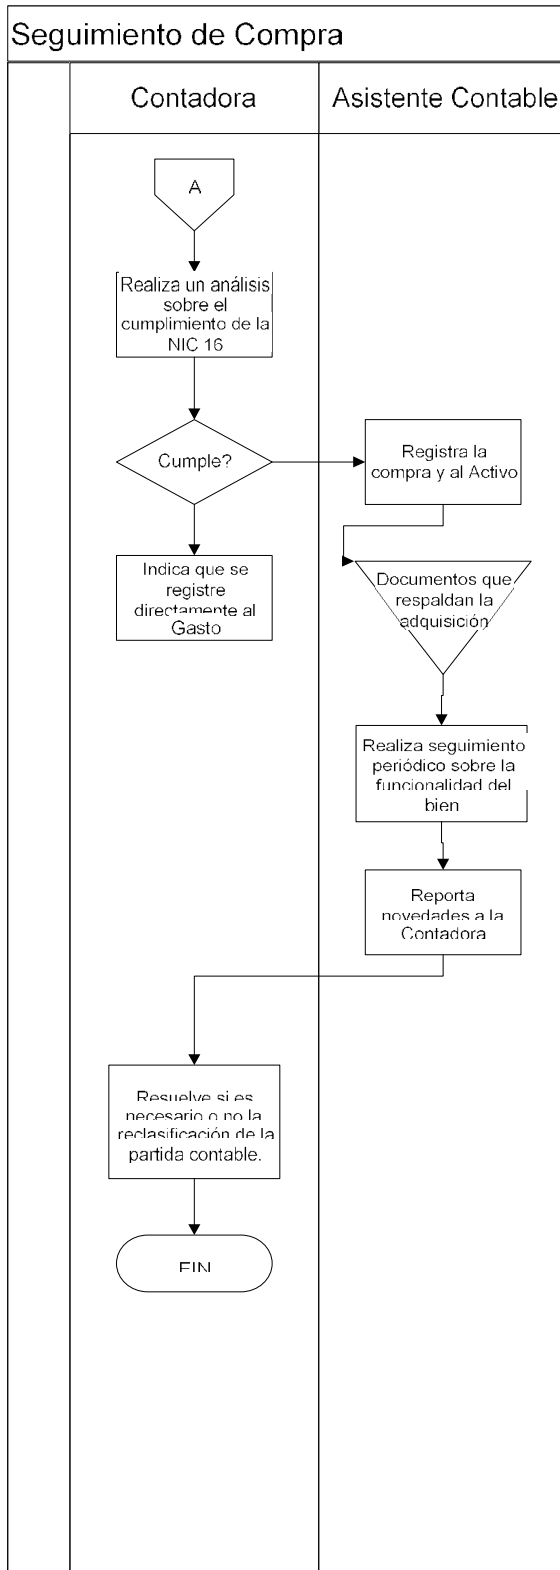 Seguimiento de Compra
Contadora
Asistente Contable
A
Realiza un análisis
sobre el
cumplimiento de la
NIC 16
Cumple?
Registra la
compra y al Activo
Indica que se
registre
directamente al
Gasto
Documentos que
respaldan la
adquisición
Realiza seguimiento
periódico sobre la
funcionalidad del
bien
Reporta
novedades a la
Contadora
Resuelve si es
necesario o no la
reclasificación de la
partida contable.
FIN